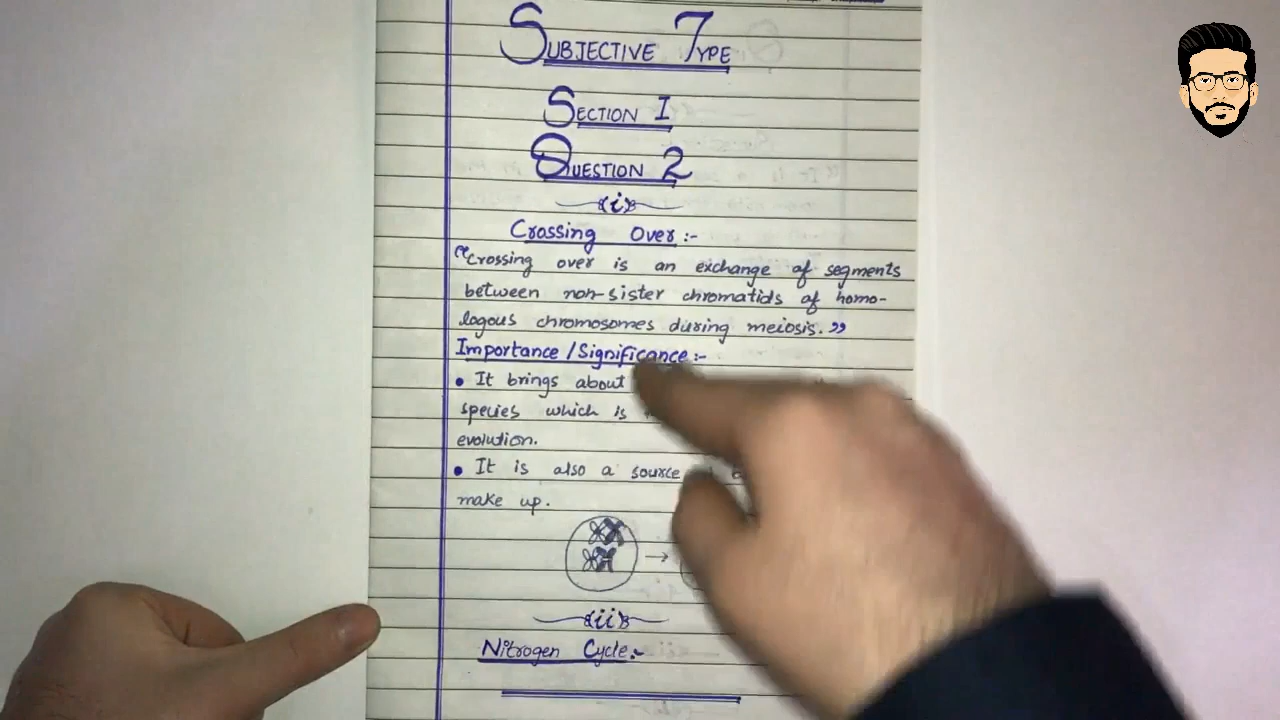 SUBJECTIVE TYPE
SECTION I
QUESTION 2
i
Crossing Over:-
“Crossing over is an exchange of segments
between non-sister chromatids of homo-
logous chromosomes during meiosis.”
Importance/Significance:-
• It brings about
species which is
evolution.
• It is also a source
make up.
ii
Nitrogen Cycle:-